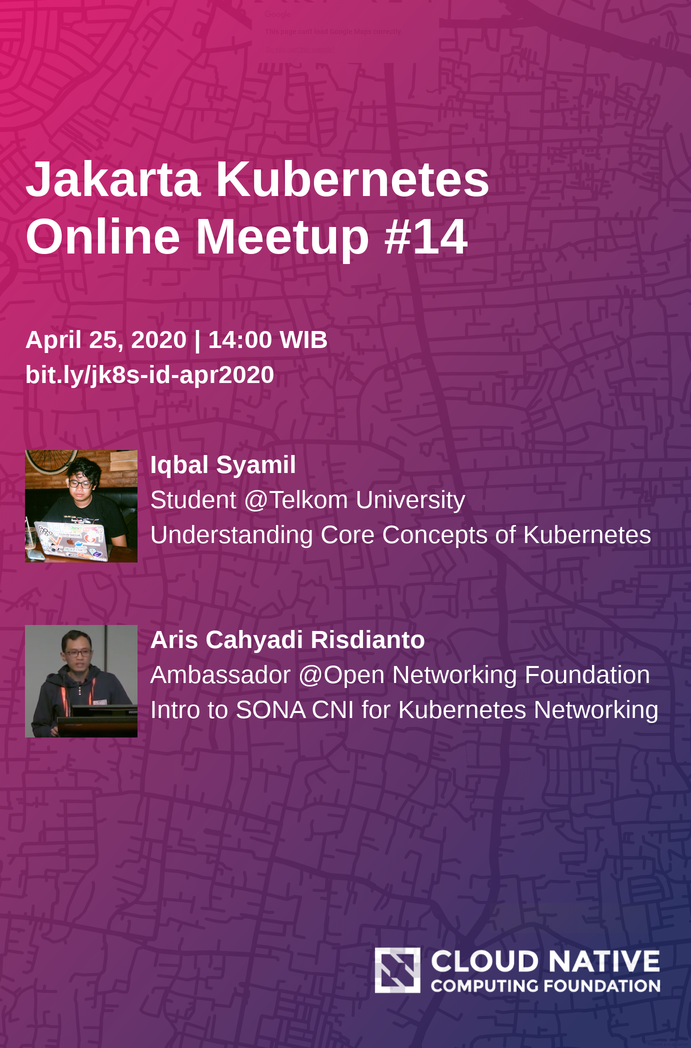 Jakarta Kubernetes
Online Meetup #14
April 25, 2020 | 14:00 WIB
bit.ly/jk8s-id-apr2020
Iqbal Syamil
Student @Telkom University
Understanding Core Concepts of Kubernetes
Aris Cahyadi Risdianto
Ambassador @Open Networking Foundation
Intro to SONA CNI for Kubernetes Networking
CLOUD NATIVE
COMPUTING FOUNDATION